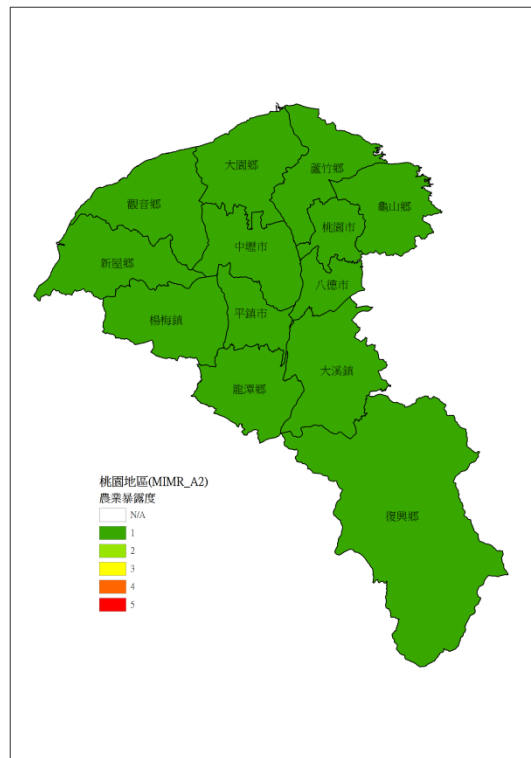 大園鄉
蘆竹鄉
觀音鄉
龜山鄉
桃園市
中壢市
新屋鄉
八德市
楊梅鎮
平鎮市
大溪鎮
龍潭鄉
復興鄉
桃園地區(MIMR_A2)
農業暴露度
N/A
1
2
3
4
5